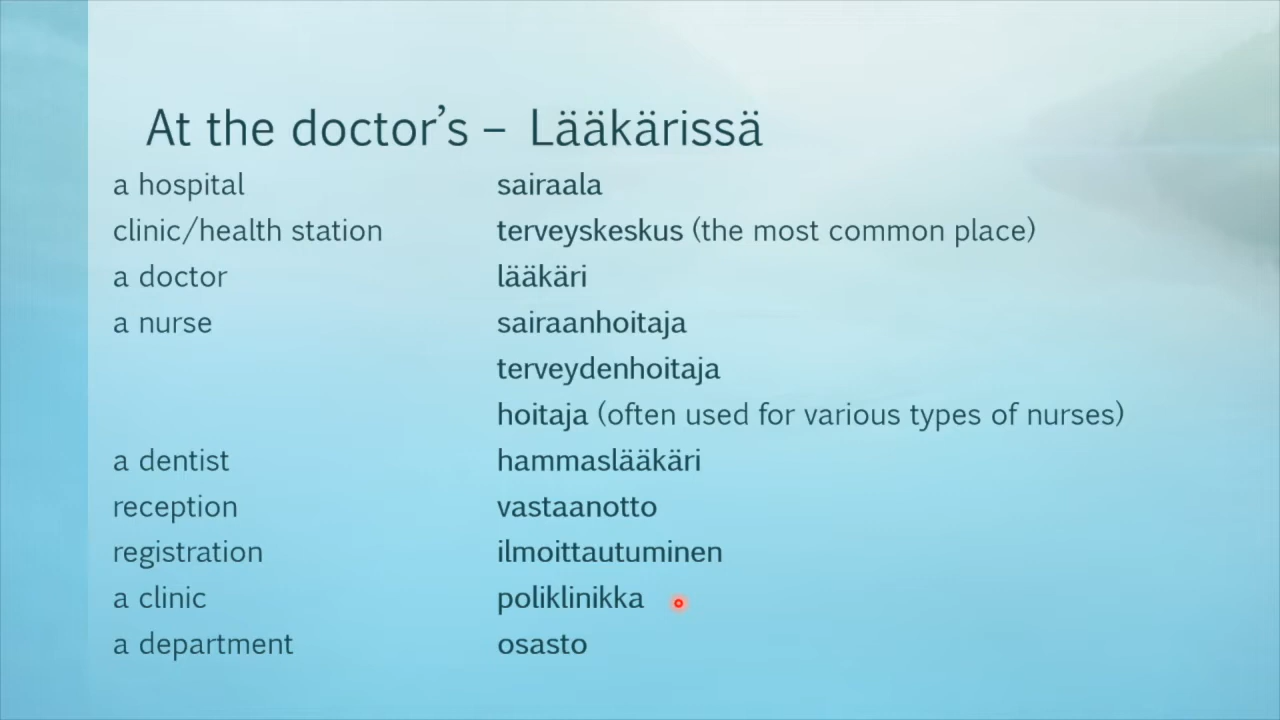 At the doctor’s – Lääkärissä
a hospital sairaala
clinic/health station terveyskeskus (the most common place)
a doctor lääkäri
a nurse sairaanhoitaja
terveydenhoitaja
hoitaja (often used for various types of nurses)
a dentist hammaslääkäri
reception vastaanotto
registration ilmoittautuminen
a clinic poliklinikka
a department osasto